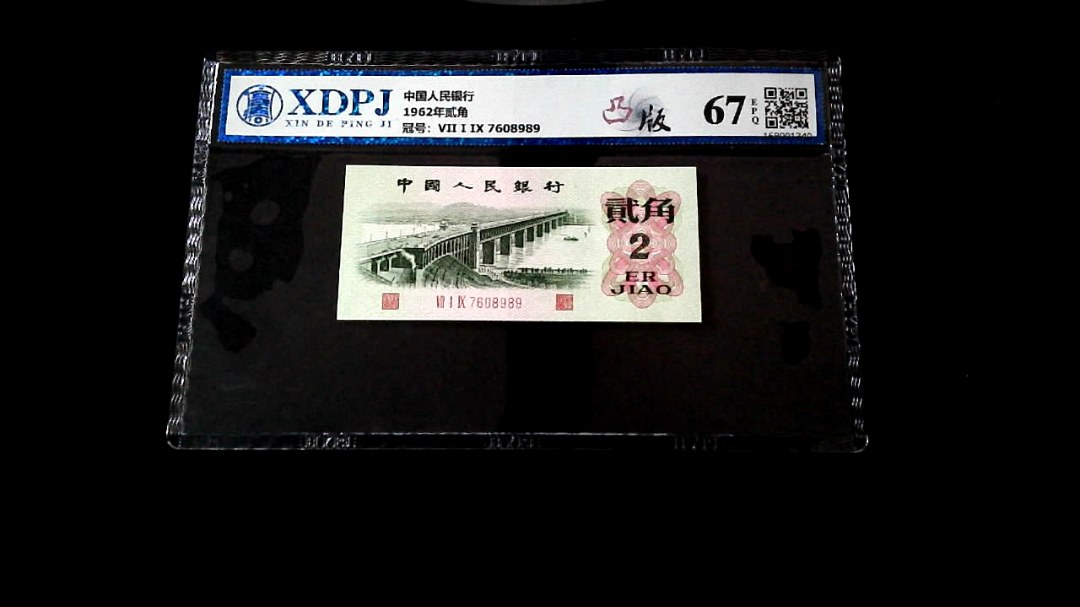 XDPJ
XIN DE PING JI
中国人民银行
1962年贰角
冠号：VII I IX 7608989
凸版
67
EPQ
中國人民銀行
貳角
2
ER
JIAO
VII I IX 7608989